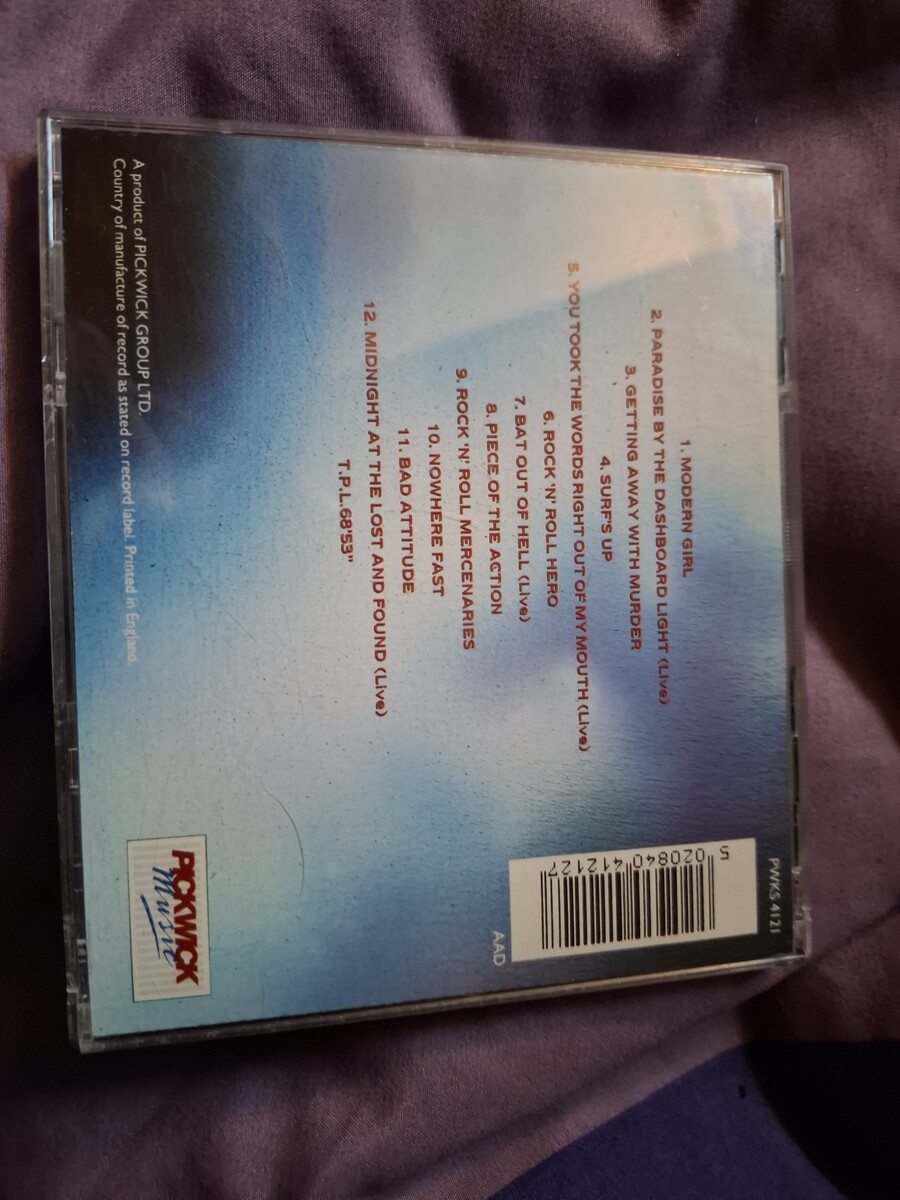 PWKS 4121
5 020840 412127
AAD
1. MODERN GIRL
2. PARADISE BY THE DASHBOARD LIGHT (Live)
3. GETTING AWAY WITH MURDER
4. SURF'S UP
5. YOU TOOK THE WORDS RIGHT OUT OF MY MOUTH (Live)
6. ROCK 'N' ROLL HERO
7. BAT OUT OF HELL (Live)
8. PIECE OF THE ACTION
9. ROCK 'N' ROLL MERCENARIES
10. NOWHERE FAST
11. BAD ATTITUDE
12. MIDNIGHT AT THE LOST AND FOUND (Live)
T.P.L.68'53"
A product of PICKWICK GROUP LTD.
Country of manufacture of record as stated on record label. Printed in England.
PICKWICK
Music